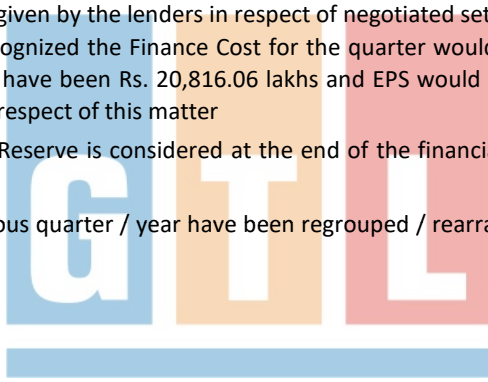 given by the lenders in respect of negotiated set
ognized the Finance Cost for the quarter would
have been Rs. 20,816.06 lakhs and EPS would
respect of this matter
Reserve is considered at the end of the financia
ous quarter / year have been regrouped / rearra
GTL